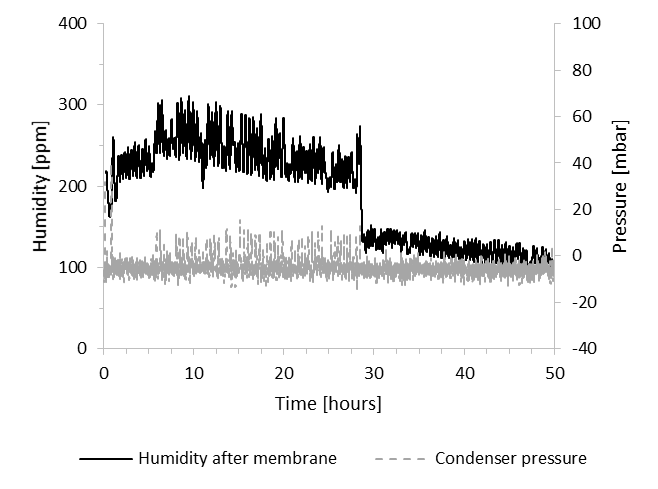 400
300
200
100
0
Humidity [ppm]
100
80
60
40
20
0
-20
-40
Pressure [mbar]
0 10 20 30 40 50
Time [hours]
Humidity after membrane Condenser pressure